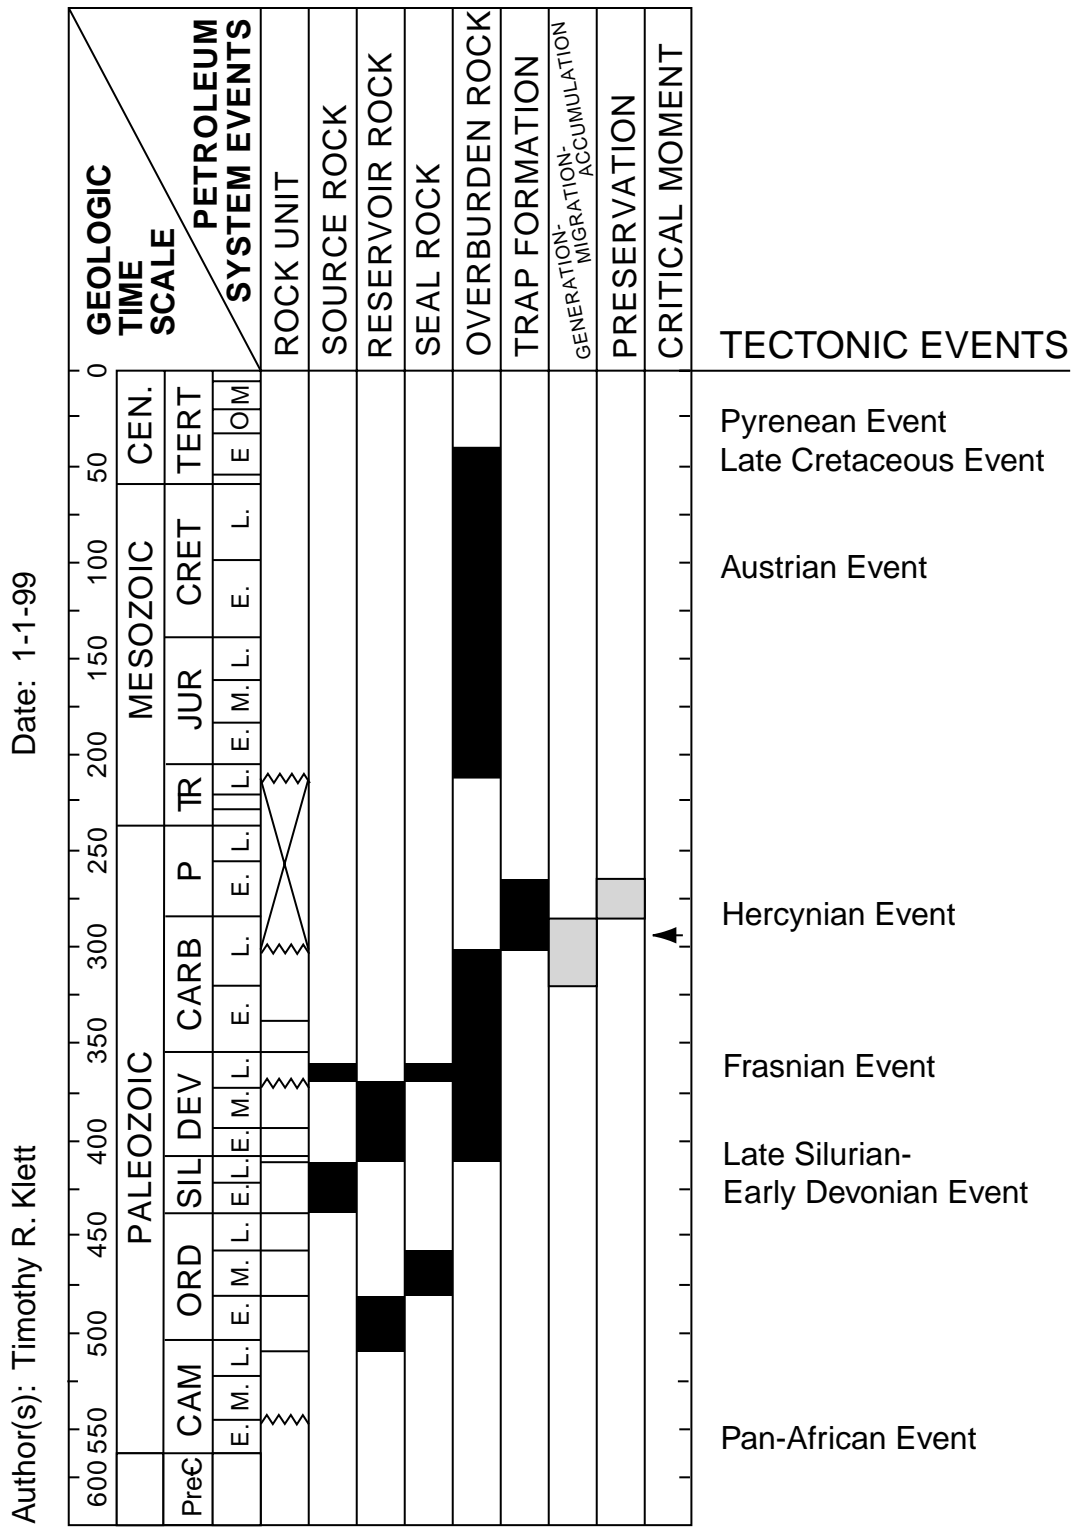 Author(s): Timothy R. Klett
Date: 1-1-99
GEOLOGIC
TIME
SCALE
PETROLEUM
SYSTEM EVENTS
ROCK UNIT
SOURCE ROCK
RESERVOIR ROCK
SEAL ROCK
OVERBURDEN ROCK
TRAP FORMATION
GENERATION-
MIGRATION-
ACCUMULATION
PRESERVATION
CRITICAL MOMENT
TECTONIC EVENTS
0
50
100
150
200
250
300
350
400
450
500
550
600
CEN.
MESOZOIC
PALEOZOIC
TERT
CRET
JUR
TR
P
CARB
DEV
SIL
ORD
CAM
Pre€
M
O
E
L.
E.
L.
M.
E.
L.
L.
E.
L.
E.
L.
M.
E.
L.
E.
L.
M.
E.
L.
M.
E.
Pyrenean Event
Late Cretaceous Event
Austrian Event
Hercynian Event
Frasnian Event
Late Silurian-
Early Devonian Event
Pan-African Event